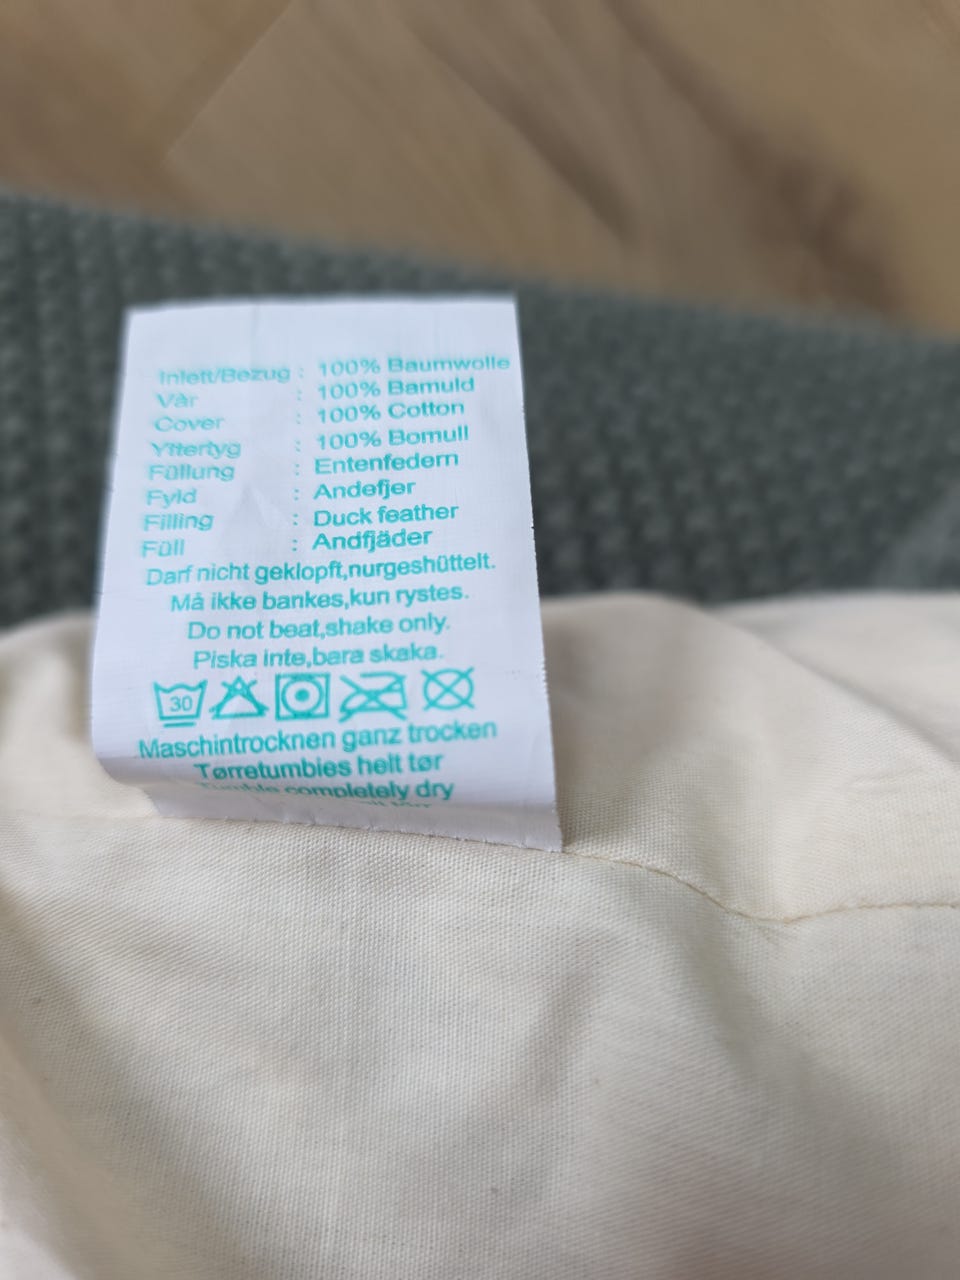 Inlett/Bezug : 100% Baumwolle
Vår : 100% Bamuld
Cover : 100% Cotton
Yttertyg : 100% Bomull
Füllung : Entenfedern
Fyld : Andefjer
Filling : Duck feather
Füll : Andfjäder
Darf nicht geklopft,nurgeshüttelt.
Må ikke bankes,kun rystes.
Do not beat,shake only.
Piska inte,bara skaka.
30
Maschintrocknen ganz trocken
Tørretumbles helt tør
Tumble completely dry